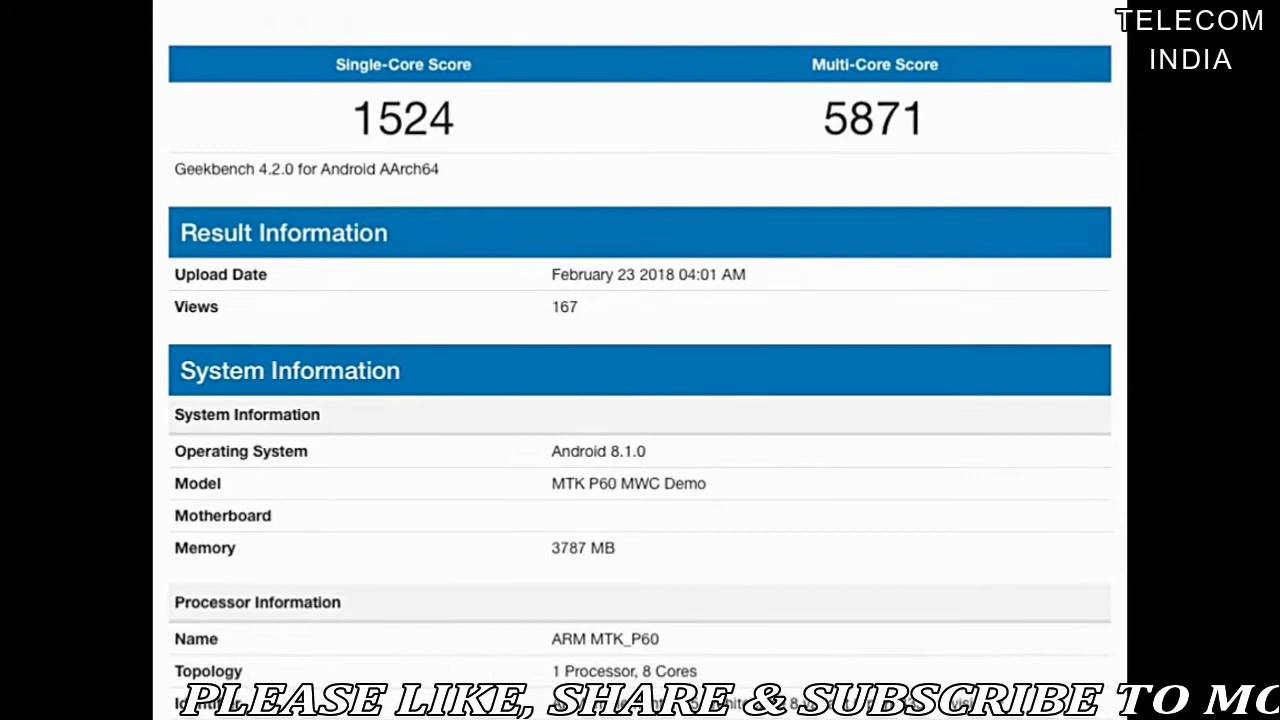 TELECOM
INDIA
Single-Core Score Multi-Core Score
1524 5871
Geekbench 4.2.0 for Android AArch64
Result Information
Upload Date February 23 2018 04:01 AM
Views 167
System Information
System Information
Operating System Android 8.1.0
Model MTK P60 MWC Demo
Motherboard
Memory 3787 MB
Processor Information
Name ARM MTK_P60
Topology 1 Processor, 8 Cores
PLEASE LIKE, SHARE & SUBSCRIBE TO MO